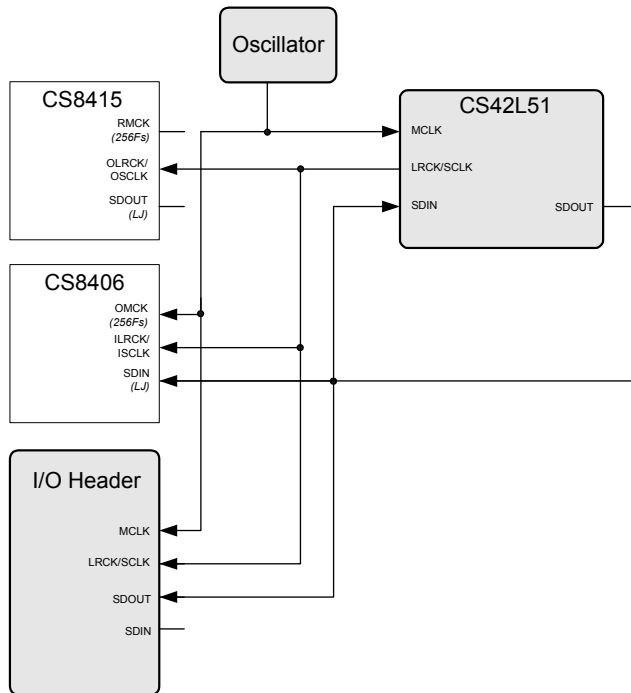 Oscillator
CS8415
RMCK
(256Fs)
OLRCK/
OSCLK
SDOUT
(LJ)
CS42L51
MCLK
LRCK/SCLK
SDIN
SDOUT
CS8406
OMCK
(256Fs)
ILRCK/
ISCLK
SDIN
(LJ)
I/O Header
MCLK
LRCK/SCLK
SDOUT
SDIN